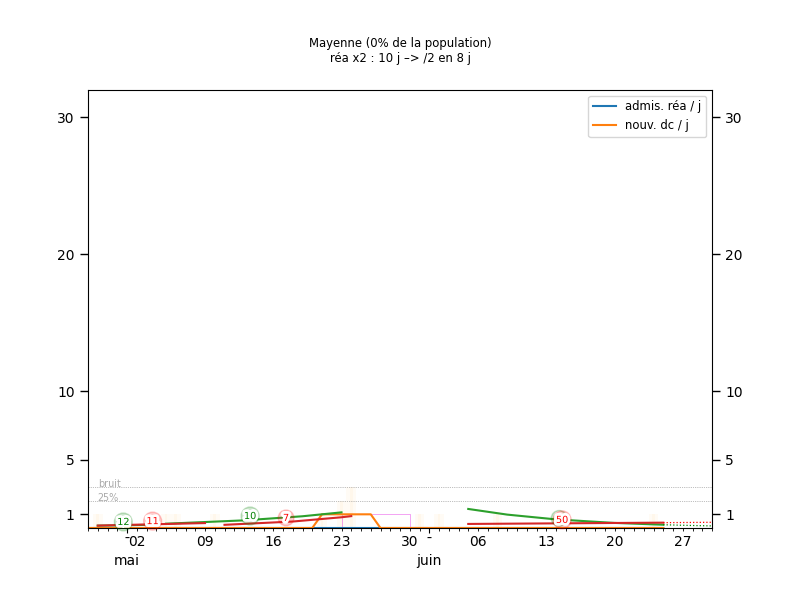 Mayenne (0% de la population)
réa x2 : 10 j –> /2 en 8 j
admis. réa / j
nouv. dc / j
30 30
20 20
10 10
5 5
bruit
25%
1 1
12 11 10 7 50
02 09 16 23 30 06 13 20 27
mai juin